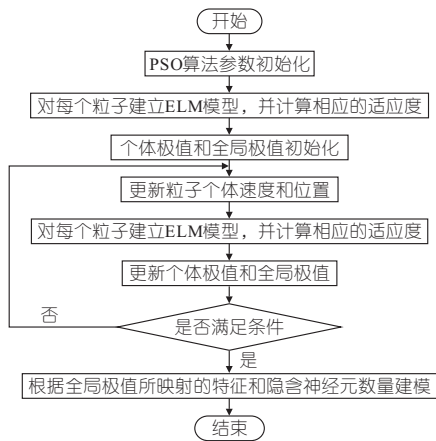 开始
PSO算法参数初始化
对每个粒子建立ELM模型，并计算相应的适应度
个体极值和全局极值初始化
更新粒子个体速度和位置
对每个粒子建立ELM模型，并计算相应的适应度
更新个体极值和全局极值
否
是否满足条件
是
根据全局极值所映射的特征和隐含神经元数量建模
结束